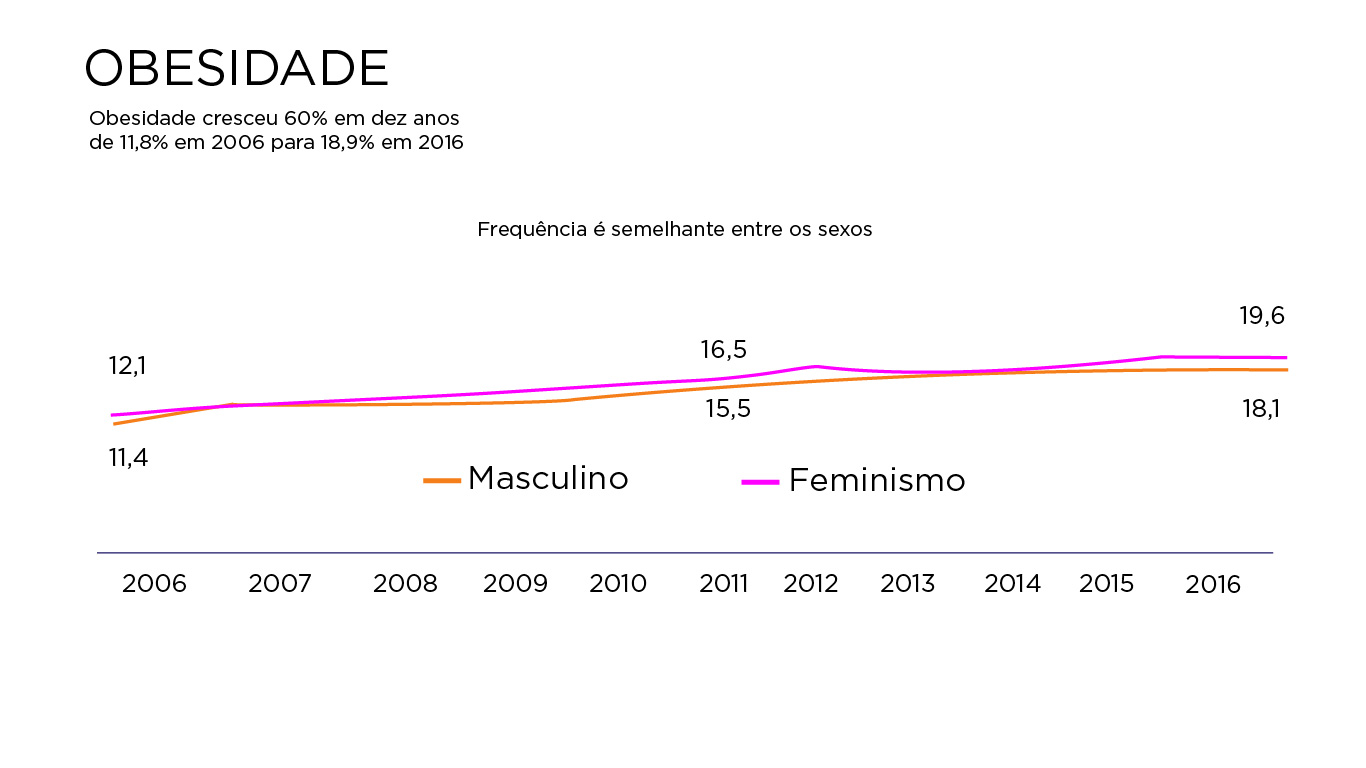 OBESIDADE
Obesidade cresceu 60% em dez anos
de 11,8% em 2006 para 18,9% em 2016
Frequência é semelhante entre os sexos
19,6
16,5
12,1
15,5
18,1
11,4
Masculino
Feminismo
2006 2007 2008 2009 2010 2011 2012 2013 2014 2015 2016